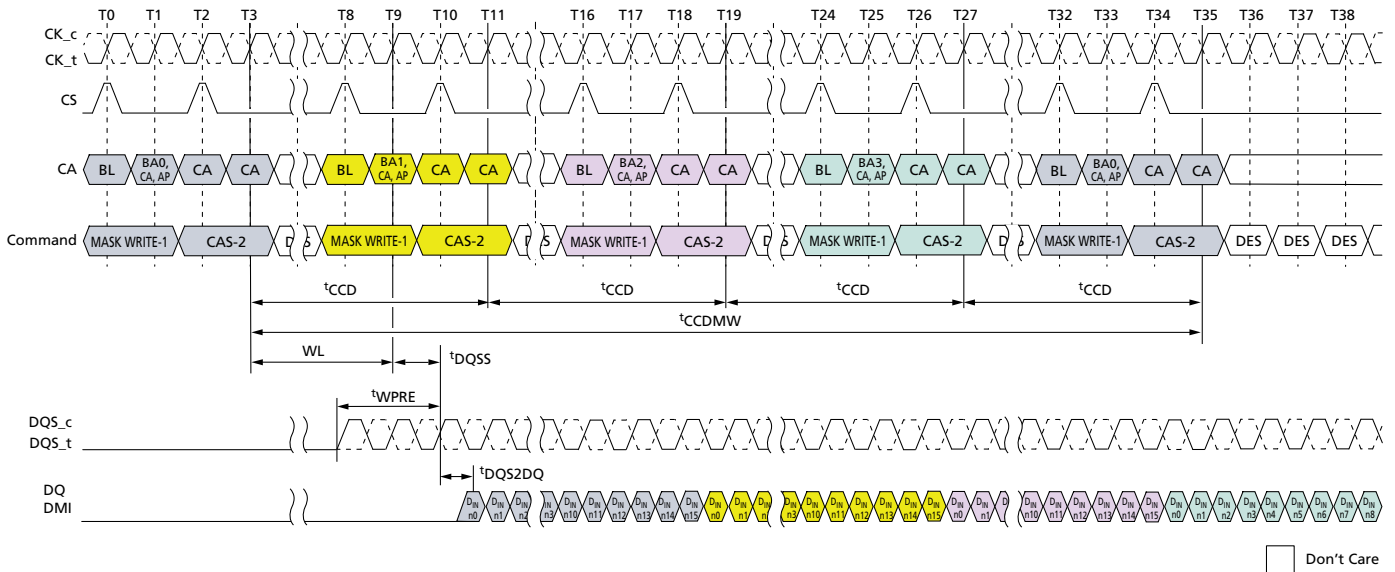 T0 T1 T2 T3 T8 T9 T10 T11 T16 T17 T18 T19 T24 T25 T26 T27 T32 T33 T34 T35 T36 T37 T38
CK_c
CK_t
CS
CA BL BA0, CA, AP CA CA BL BA1, CA, AP CA CA BL BA2, CA, AP CA CA BL BA3, CA, AP CA CA BL BA0, CA, AP CA CA
Command MASK WRITE-1 CAS-2 MASK WRITE-1 CAS-2 MASK WRITE-1 CAS-2 MASK WRITE-1 CAS-2 MASK WRITE-1 CAS-2 DES DES DES
tCCD tCCD tCCD tCCD
tCCDMW
WL tDQSS
tWPRE
DQS_c
DQS_t
tDQS2DQ
DQ
DMI
DIN n0 DIN n1 DIN n2 DIN n3 DIN n10 DIN n11 DIN n12 DIN n13 DIN n14 DIN n15 DIN n0 DIN n1 DIN n3 DIN n10 DIN n11 DIN n12 DIN n13 DIN n14 DIN n15 DIN n0 DIN n1 DIN n10 DIN n11 DIN n12 DIN n13 DIN n14 DIN n15 DIN n0 DIN n1 DIN n2 DIN n3 DIN n4 DIN n5 DIN n6 DIN n7 DIN n8
Don't Care